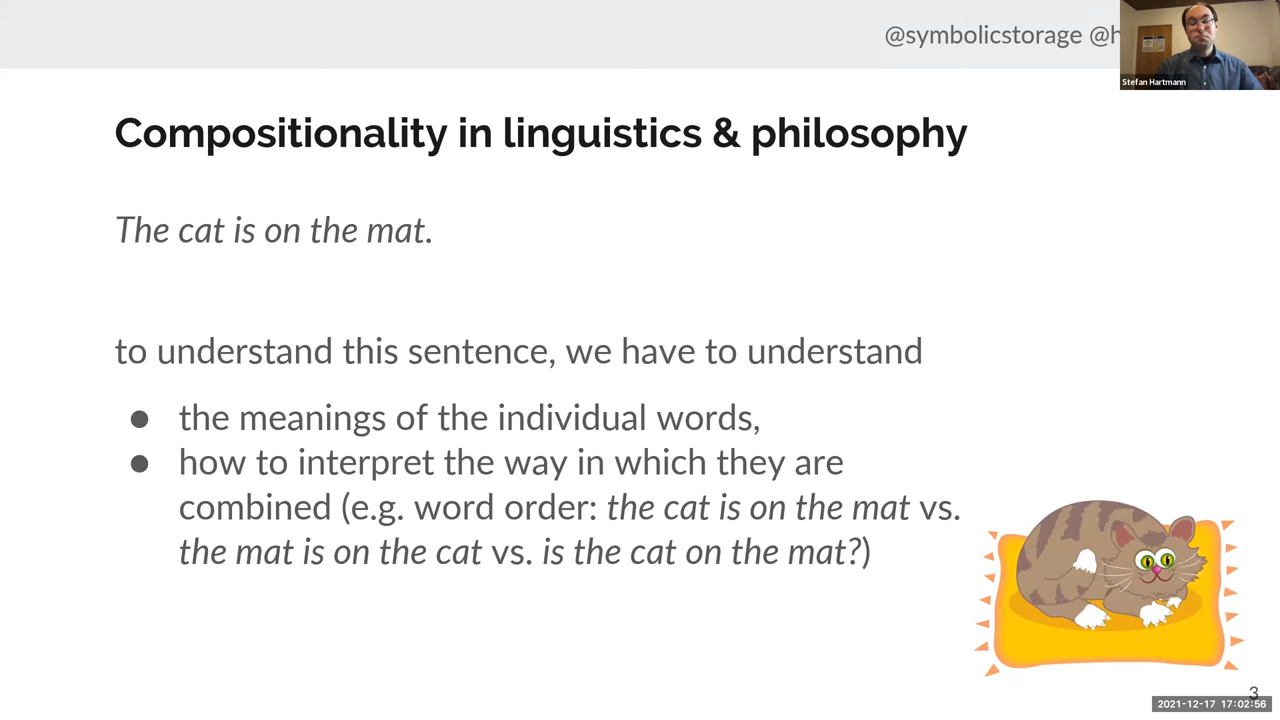 @symbolicstorage @h
Stefan Hartmann
Compositionality in linguistics & philosophy
The cat is on the mat.
to understand this sentence, we have to understand
● the meanings of the individual words,
● how to interpret the way in which they are
combined (e.g. word order: the cat is on the mat vs.
the mat is on the cat vs. is the cat on the mat?)
3
2021-12-17 17:02:56